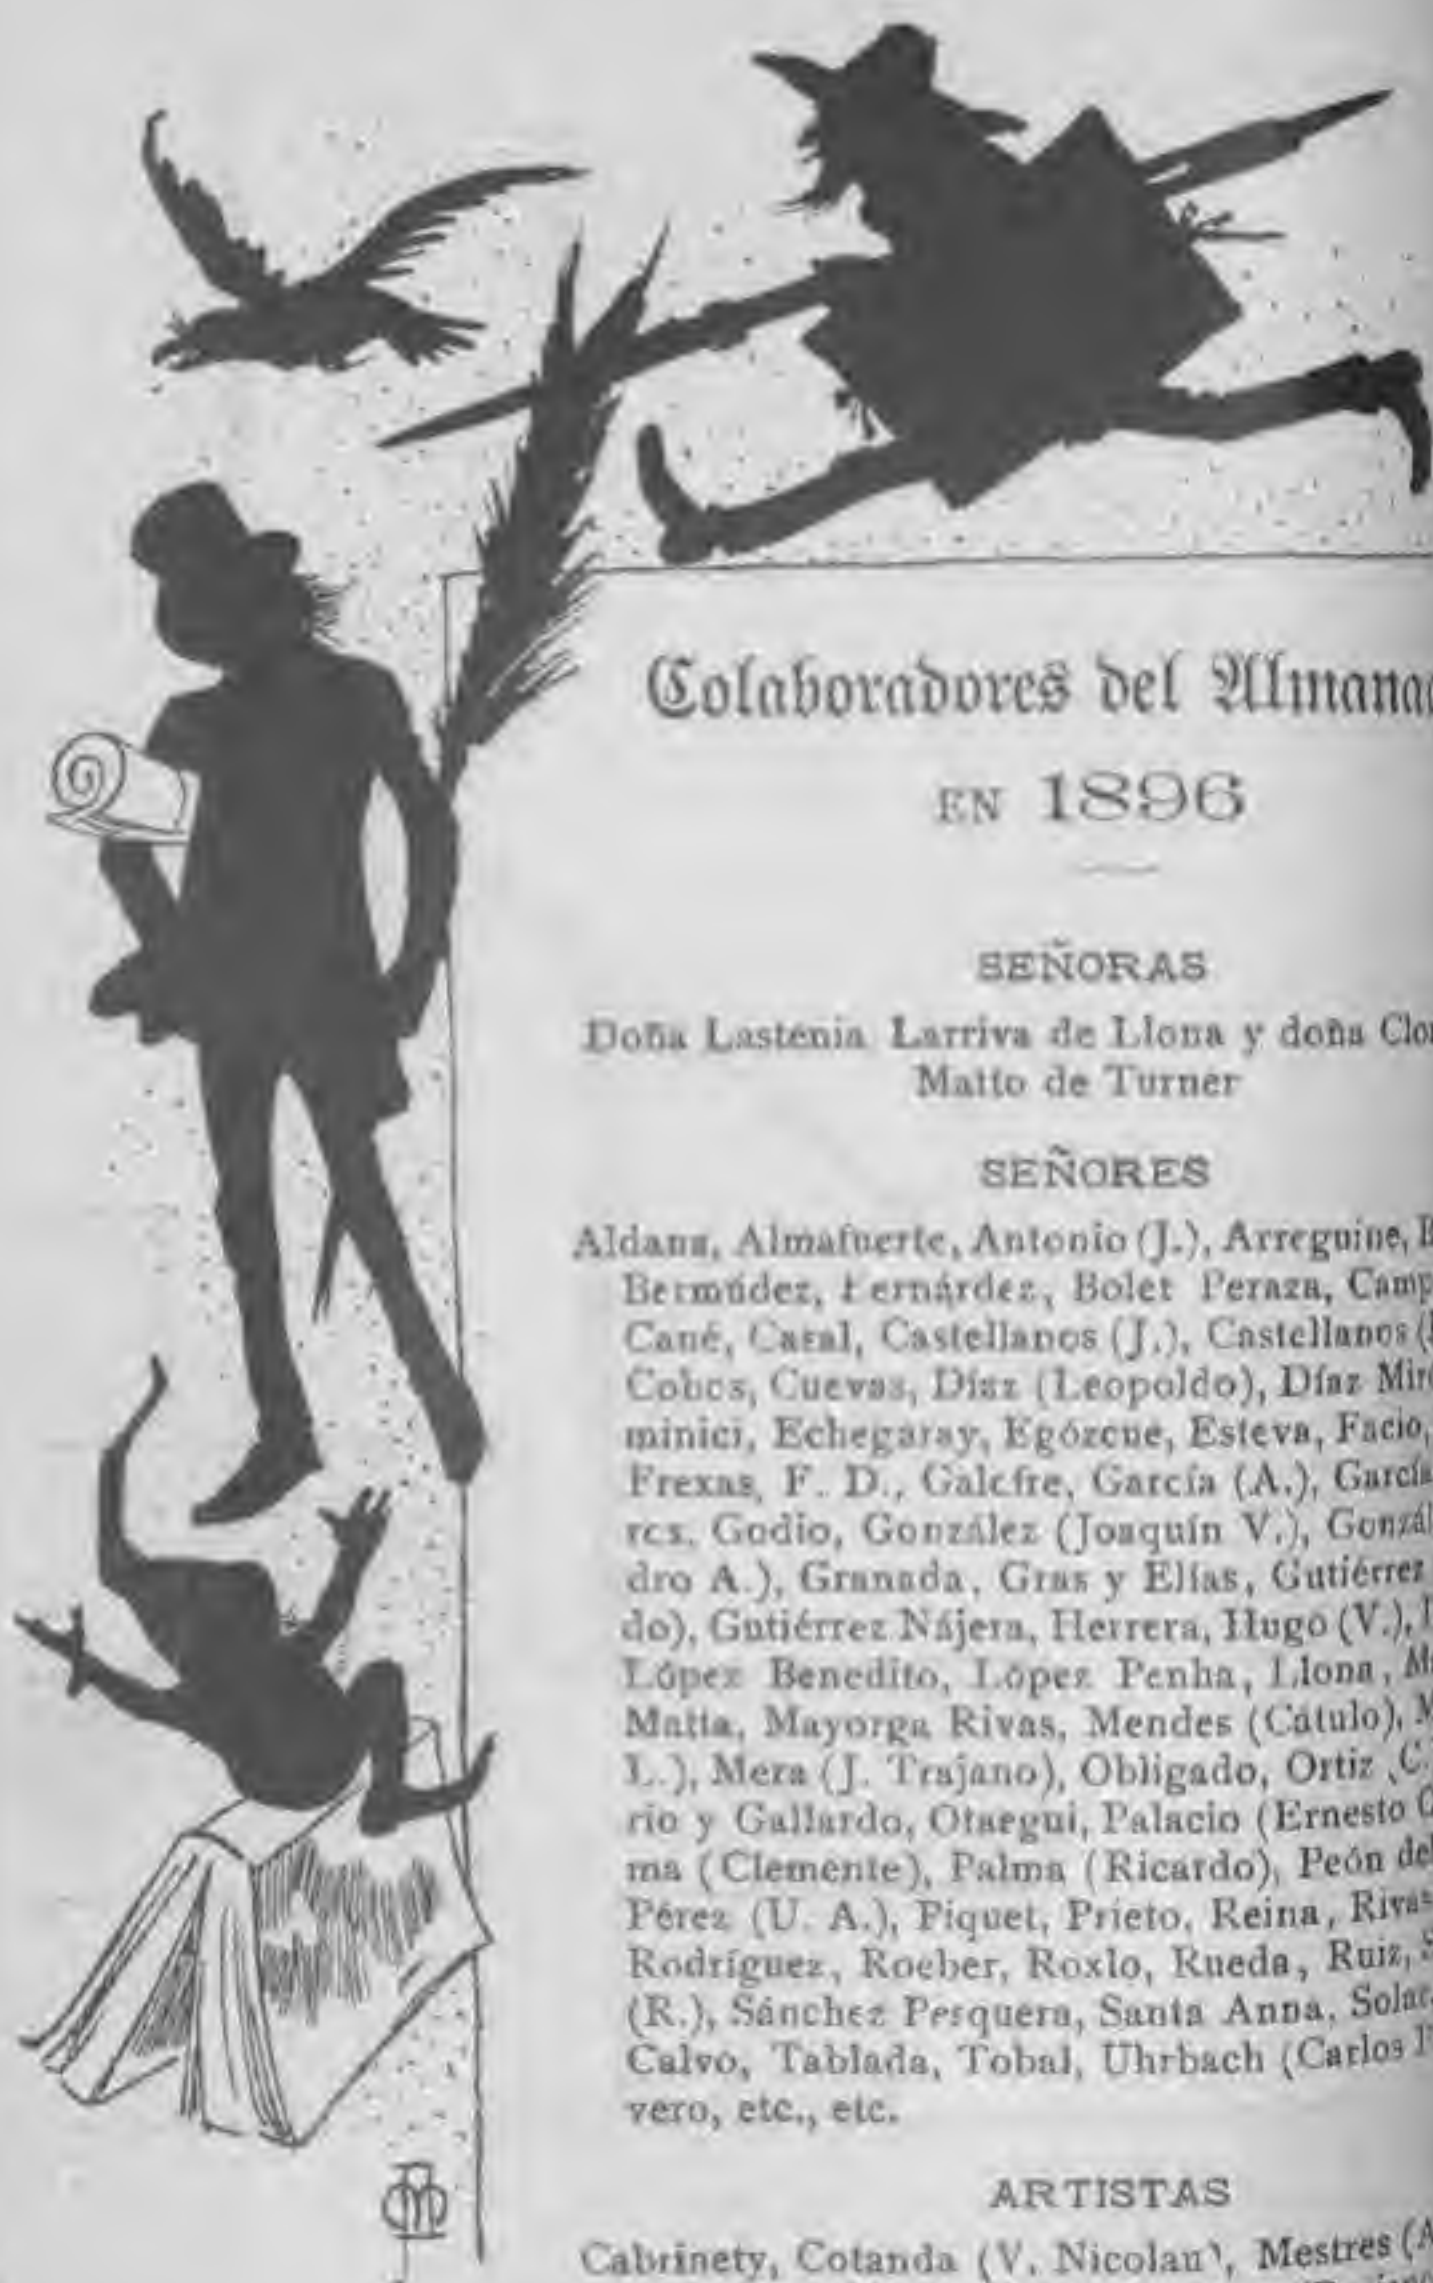 Colaboradores del Almanac
EN 1896
SEÑORAS
Doña Lasténia Larriva de Llona y doña Clor
Matto de Turner
SEÑORES
Aldana, Almafuerte, Antonio (J.), Arreguine, B
Bermúdez, Bernárdez, Bolet Peraza, Camp
Cané, Casal, Castellanos (J.), Castellanos (
Cobos, Cuevas, Díaz (Leopoldo), Díaz Mir
minici, Echegaray, Egózcue, Esteva, Facio,
Frexas, F. D., Galofre, García (A.), García
res, Godio, González (Joaquín V.), Gonzál
dro A.), Granada, Gras y Elías, Gutiérrez
do), Gutiérrez Nájera, Herrera, Hugo (V.),
López Benedito, López Penha, Llona, M
Matta, Mayorga Rivas, Mendes (Cátulo), M
L.), Mera (J. Trajano), Obligado, Ortiz (C.
rio y Gallardo, Otaegui, Palacio (Ernesto
ma (Clemente), Palma (Ricardo), Peón del
Pérez (U. A.), Piquet, Prieto, Reina, Rivas
Rodríguez, Roeber, Roxlo, Rueda, Ruiz, S
(R.), Sánchez Pesquera, Santa Anna, Solar
Calvo, Tablada, Tobal, Uhrbach (Carlos P
vero, etc., etc.
ARTISTAS
Cabrinety, Cotanda (V. Nicolau), Mestres (A